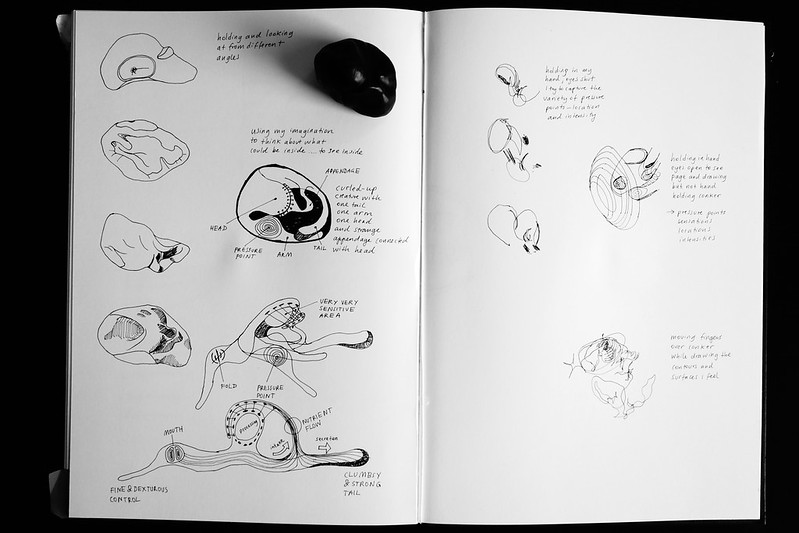 holding and looking
at from different
angles
using my imagination
to think about what
could be inside .... to see inside
APPENDAGE
curled-up
creature with
one tail
one arm
one head
and strange
appendage connected
with head
HEAD
PRESSURE
POINT
ARM
TAIL
VERY VERY
SENSITIVE
AREA
FOLD
PRESSURE
POINT
MOUTH
intake
NUTRIENT
FLOW
secretion
FINE & DEXTUROUS
CONTROL
CLUMBSY
& STRONG
TAIL
holding in my
hand, eyes shut
I try to capture the
variety of pressure
points - location
and intensity
holding in hand
eyes open to see
page and drawing
but not hand
holding conker
→ pressure points
sensations
locations
intensities
moving fingers
over conker
while drawing the
contours and
surfaces i feel